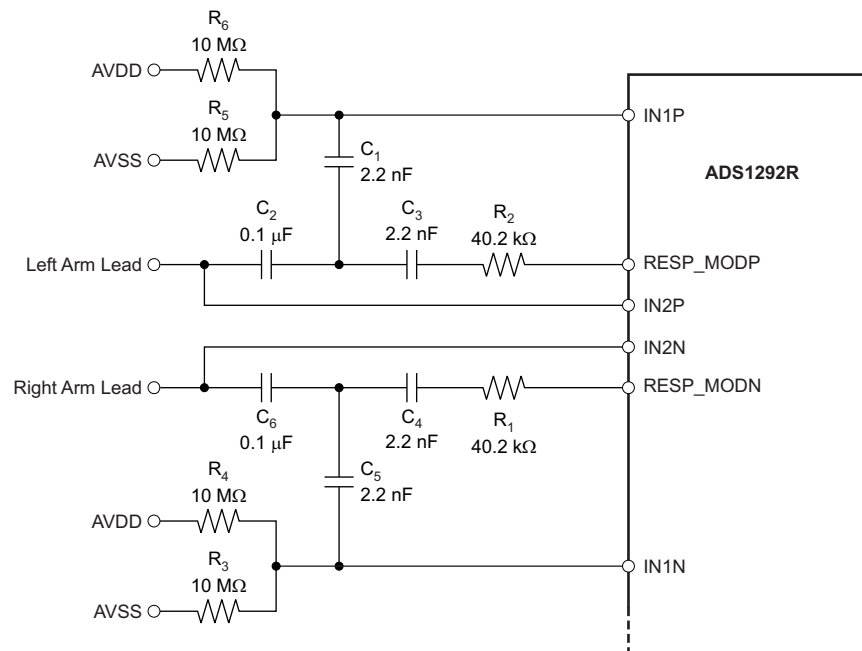 R6
10 MΩ
AVDD
R5
10 MΩ
AVSS
IN1P
C1
2.2 nF
ADS1292R
C2
0.1 μF
C3
2.2 nF
R2
40.2 kΩ
Left Arm Lead
RESP_MODP
IN2P
IN2N
Right Arm Lead
RESP_MODN
C6
0.1 μF
C4
2.2 nF
R1
40.2 kΩ
C5
2.2 nF
R4
10 MΩ
AVDD
R3
10 MΩ
AVSS
IN1N